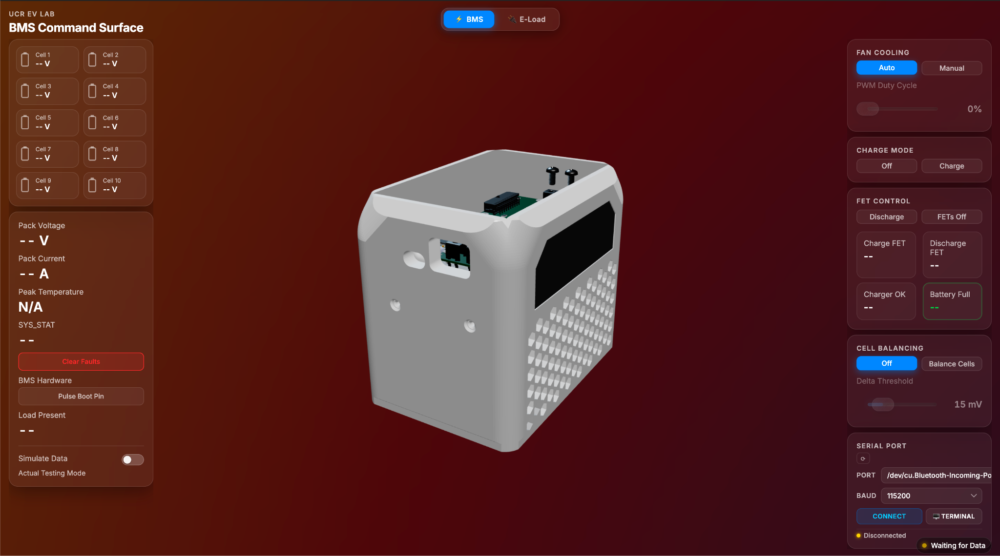 UCR EV LAB
BMS Command Surface
⚡ BMS
🔌 E-Load
Cell 1
-- V
Cell 2
-- V
Cell 3
-- V
Cell 4
-- V
Cell 5
-- V
Cell 6
-- V
Cell 7
-- V
Cell 8
-- V
Cell 9
-- V
Cell 10
-- V
Pack Voltage
-- V
Pack Current
-- A
Peak Temperature
N/A
SYS_STAT
--
Clear Faults
BMS Hardware
Pulse Boot Pin
Load Present
--
Simulate Data
Actual Testing Mode
FAN COOLING
Auto
Manual
PWM Duty Cycle
0%
CHARGE MODE
Off
Charge
FET CONTROL
Discharge
FETs Off
Charge FET
--
Discharge
FET
--
Charger OK
--
Battery Full
--
CELL BALANCING
Off
Balance Cells
Delta Threshold
15 mV
SERIAL PORT
⟳
PORT
/dev/cu.Bluetooth-Incoming-Po
BAUD
115200
CONNECT
🖥️ TERMINAL
Disconnected
Waiting for Data